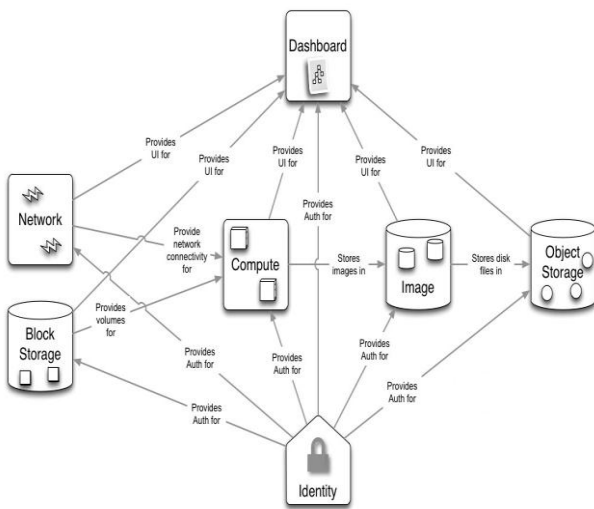 Dashboard
Provides
UI for
Provides
UI for
Provides
UI for
Provides
UI for
Provides
UI for
Provides
Auth for
Network
Provide
network
connectivity
for
Compute
Stores
images in
Image
Stores disk
files in
Object
Storage
Block
Storage
Provides
volumes
for
Provides
Auth for
Provides
Auth for
Provides
Auth for
Provides
Auth for
Provides
Auth for
Identity